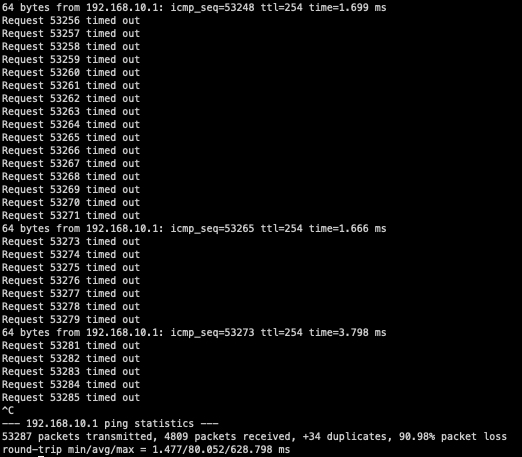 64 bytes from 192.168.10.1: icmp_seq=53248 ttl=254 time=1.699 ms
Request 53256 timed out
Request 53257 timed out
Request 53258 timed out
Request 53259 timed out
Request 53260 timed out
Request 53261 timed out
Request 53262 timed out
Request 53263 timed out
Request 53264 timed out
Request 53265 timed out
Request 53266 timed out
Request 53267 timed out
Request 53268 timed out
Request 53269 timed out
Request 53270 timed out
Request 53271 timed out
64 bytes from 192.168.10.1: icmp_seq=53265 ttl=254 time=1.666 ms
Request 53273 timed out
Request 53274 timed out
Request 53275 timed out
Request 53276 timed out
Request 53277 timed out
Request 53278 timed out
Request 53279 timed out
64 bytes from 192.168.10.1: icmp_seq=53273 ttl=254 time=3.798 ms
Request 53281 timed out
Request 53282 timed out
Request 53283 timed out
Request 53284 timed out
Request 53285 timed out
^C
--- 192.168.10.1 ping statistics ---
53287 packets transmitted, 4809 packets received, +34 duplicates, 90.98% packet loss
round-trip min/avg/max = 1.477/80.052/628.798 ms